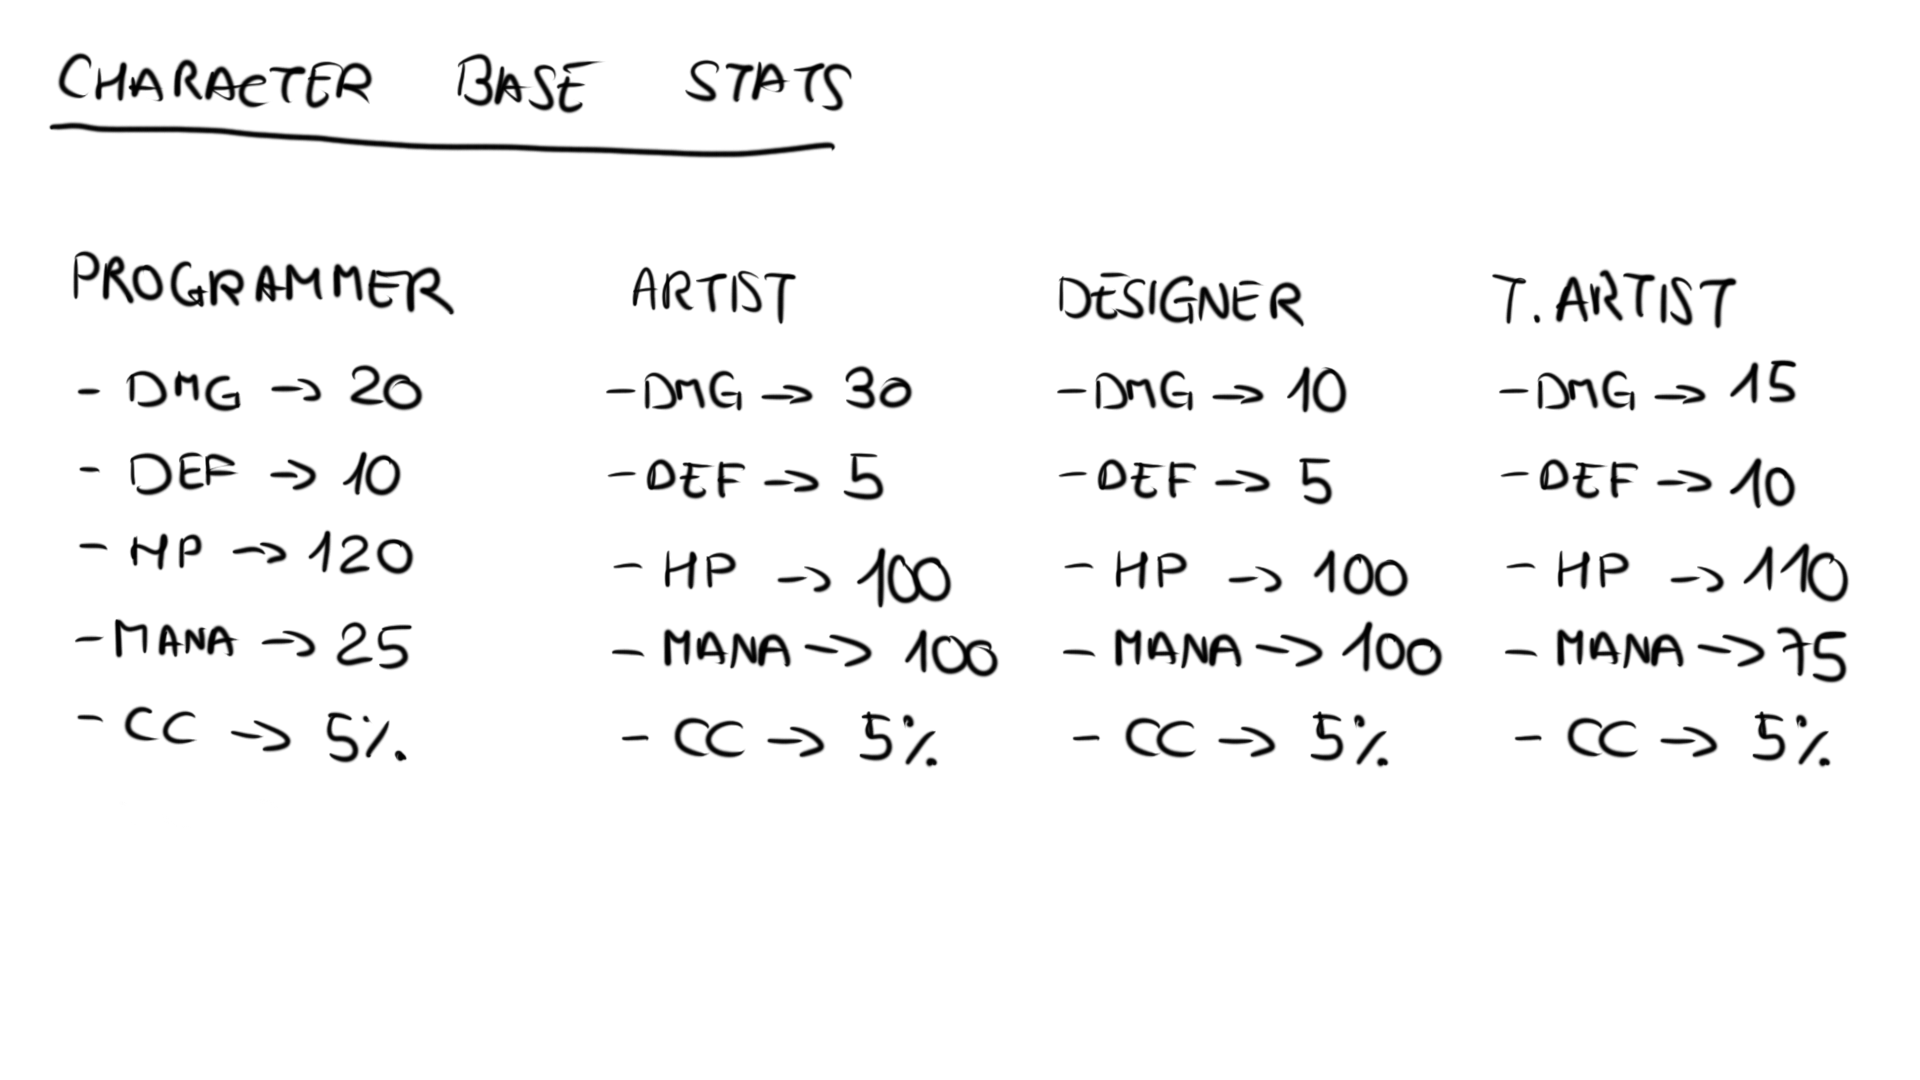 CHARACTER BASE STATS
PROGRAMMER
- DMG → 20
- DEF → 10
- HP → 120
- MANA → 25
- CC → 5%
ARTIST
- DMG → 30
- DEF → 5
- HP → 100
- MANA → 100
- CC → 5%
DESIGNER
- DMG → 10
- DEF → 5
- HP → 100
- MANA → 100
- CC → 5%
T. ARTIST
- DMG → 15
- DEF → 10
- HP → 110
- MANA → 75
- CC → 5%